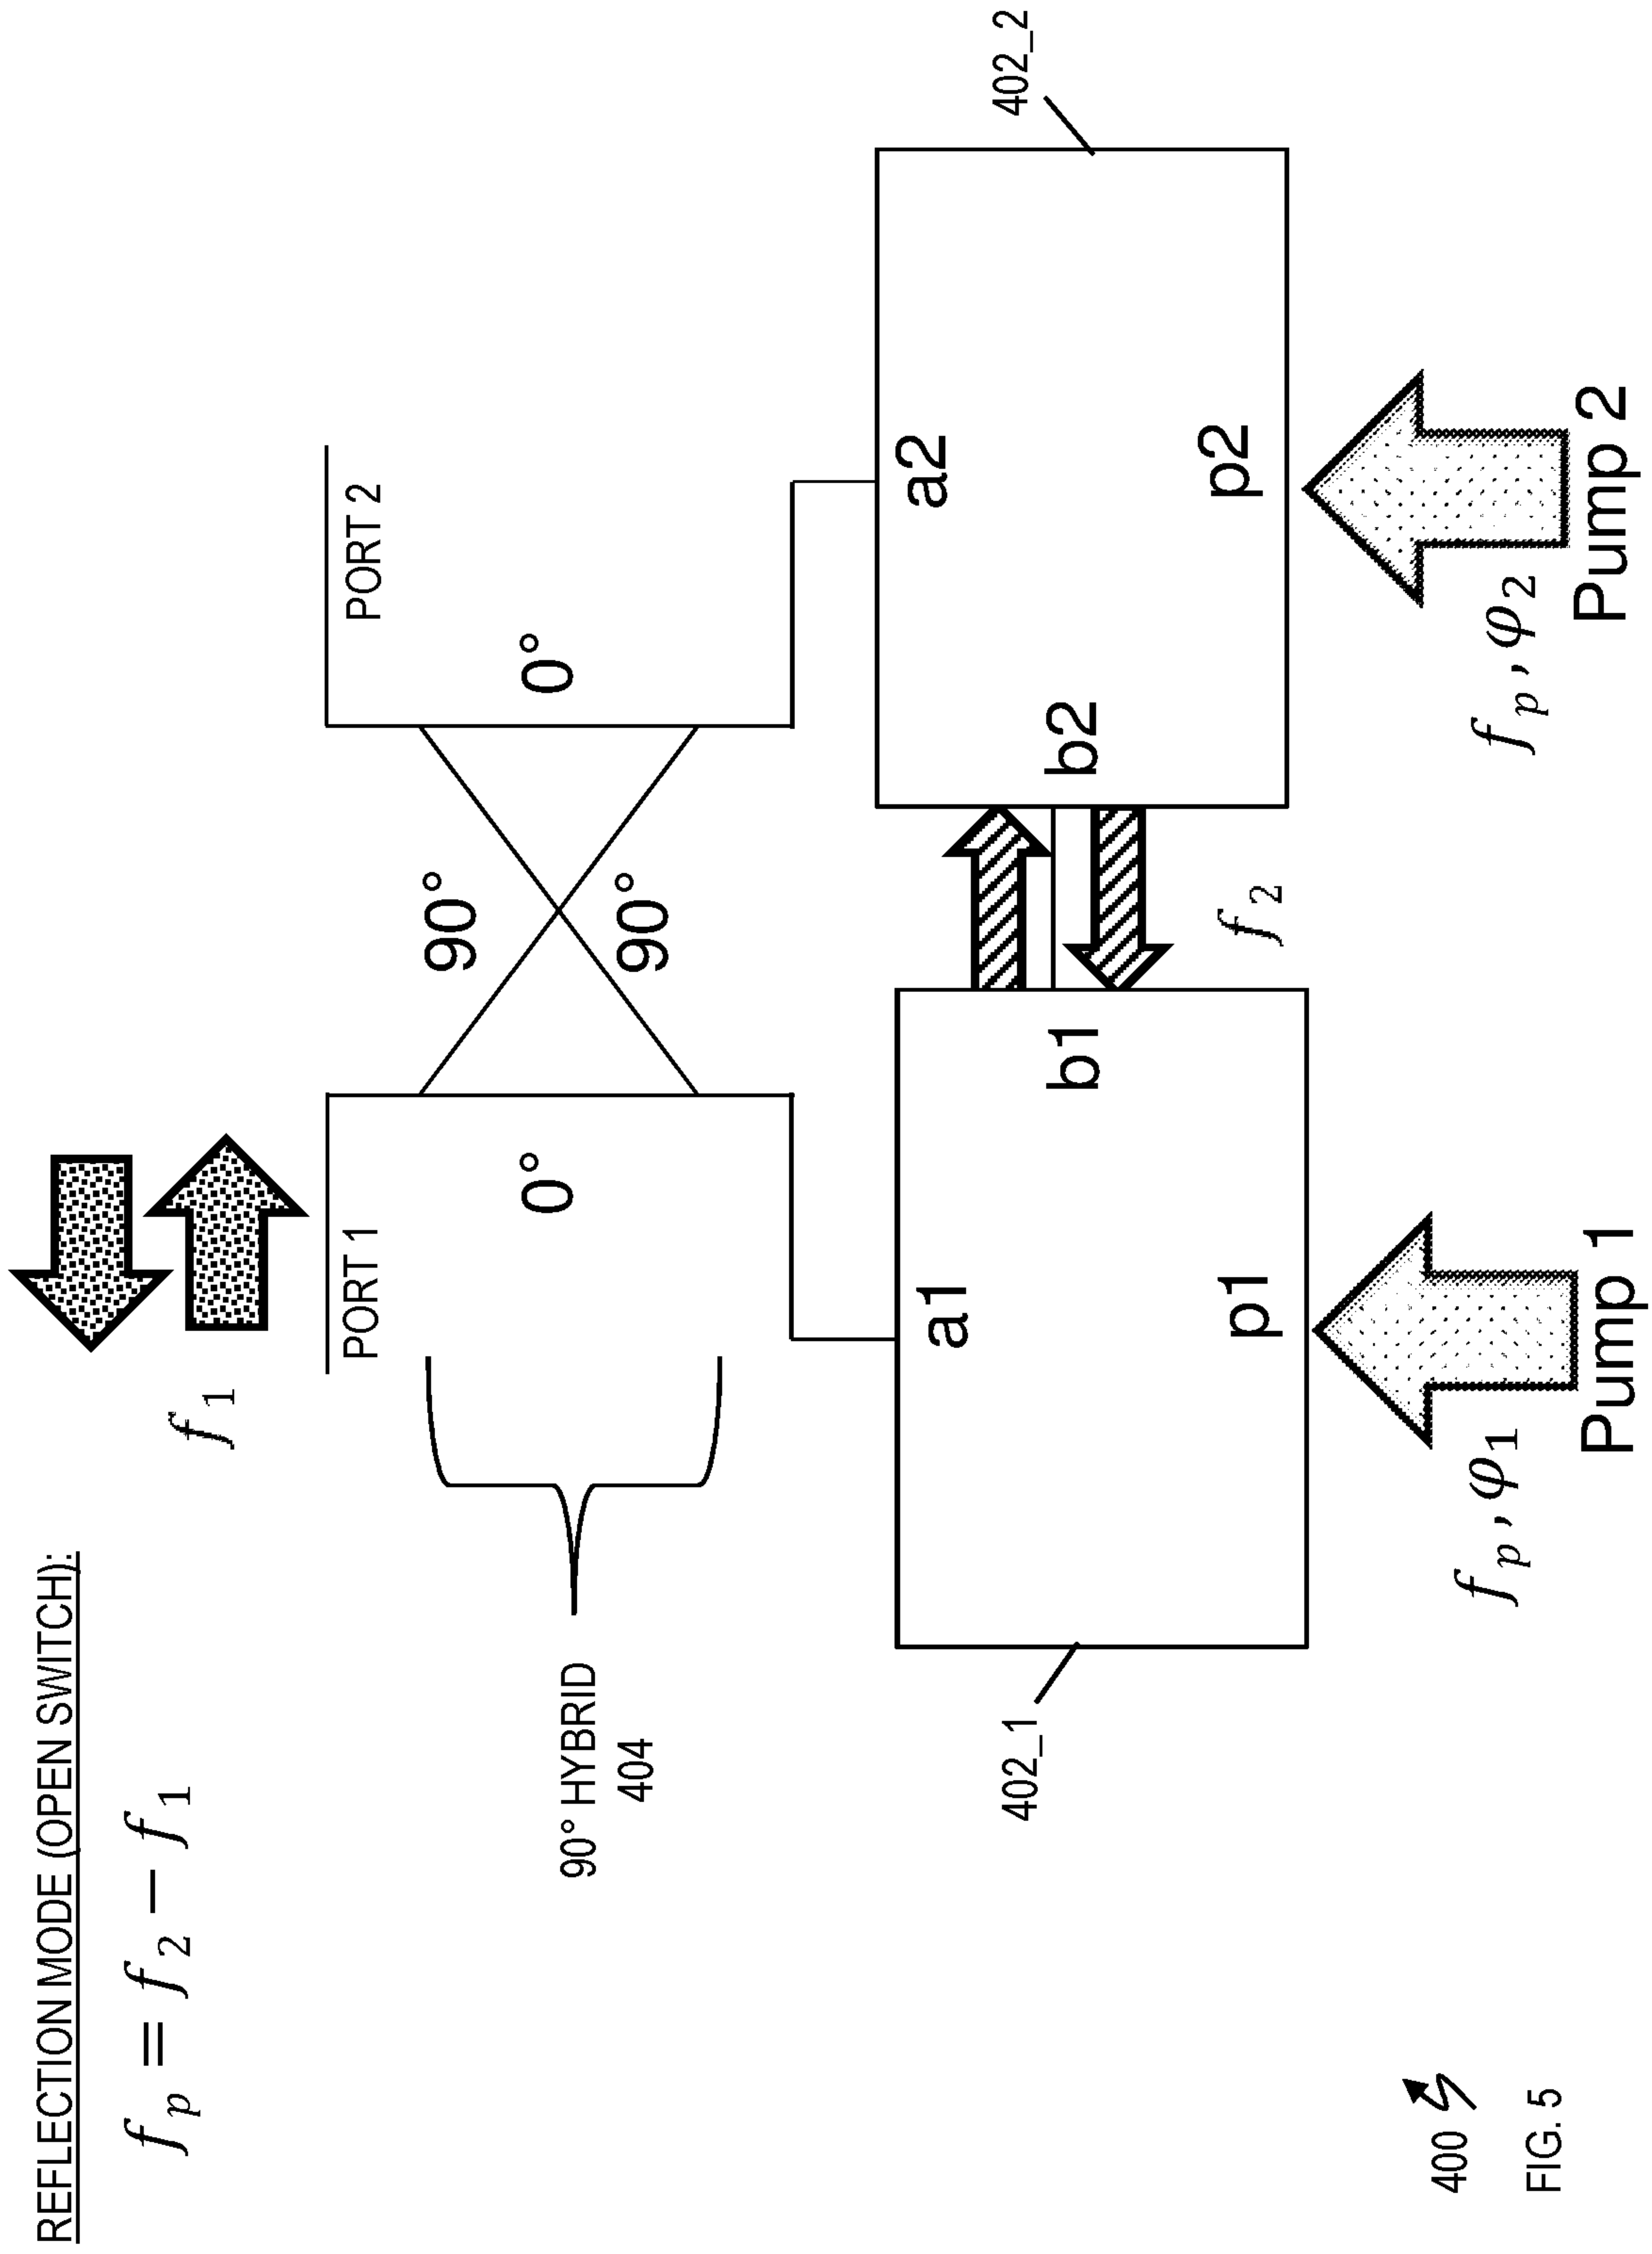 REFLECTION MODE (OPEN SWITCH):
f_p = f_2 − f_1
f_1
PORT 1
PORT 2
0°
90°
90°
0°
90° HYBRID
404
a1
a2
402_1
b1
b2
402_2
f_2
p1
p2
f_p, φ_1
f_p, φ_2
Pump 1
Pump 2
400
FIG. 5